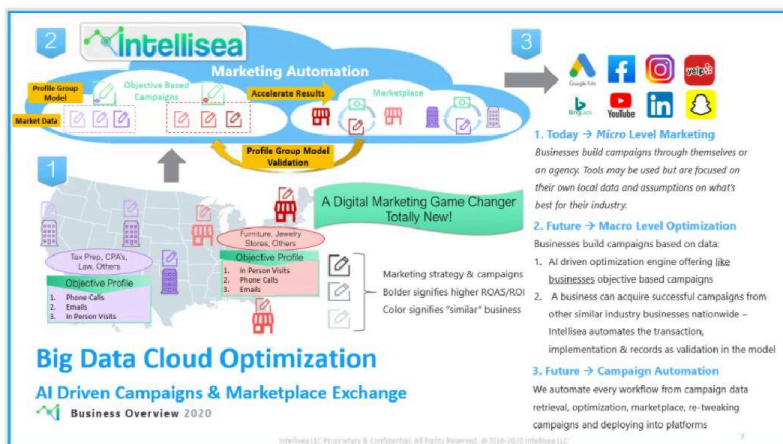 2
intellisea
Marketing Automation
Profile Group
Model
Objective Based
Campaigns
Accelerate Results
Marketplace
Market Data
Profile Group Model
Validation
3
Google Ads
yelp
Bing ads
YouTube
1
A Digital Marketing Game Changer
Totally New!
Tax Prep, CPA's,
Law, Others
Objective Profile
1. Phone Calls
2. Emails
3. In Person Visits
Furniture, Jewelry
Stores, Others
Objective Profile
1. In Person Visits
2. Phone Calls
3. Emails
Marketing strategy & campaigns
Bolder signifies higher ROAS/ROI
Color signifies "similar" business
1. Today → Micro Level Marketing
Businesses build campaigns through themselves or
an agency. Tools may be used but are focused on
their own local data and assumptions on what's
best for their industry.
2. Future → Macro Level Optimization
Businesses build campaigns based on data:
1. AI driven optimization engine offering like
businesses objective based campaigns
2. A business can acquire successful campaigns from
other similar industry businesses nationwide –
Intellisea automates the transaction,
implementation & records as validation in the model
3. Future → Campaign Automation
We automate every workflow from campaign data
retrieval, optimization, marketplace, re-tweaking
campaigns and deploying into platforms
Big Data Cloud Optimization
AI Driven Campaigns & Marketplace Exchange
Business Overview 2020
Intellisea LLC Proprietary & Confidential. All Rights Reserved. @2016-2020 Intellisea LLC
7